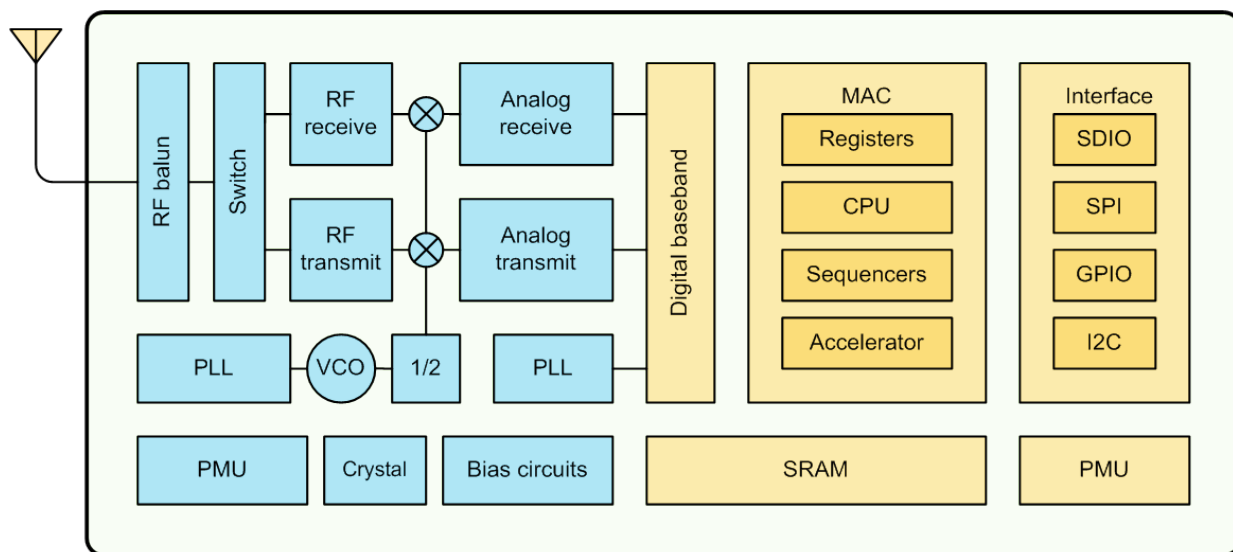 RF balun
Switch
RF
receive
Analog
receive
RF
transmit
Analog
transmit
PLL
VCO
1/2
PLL
Digital baseband
MAC
Registers
CPU
Sequencers
Accelerator
Interface
SDIO
SPI
GPIO
I2C
PMU
Crystal
Bias circuits
SRAM
PMU